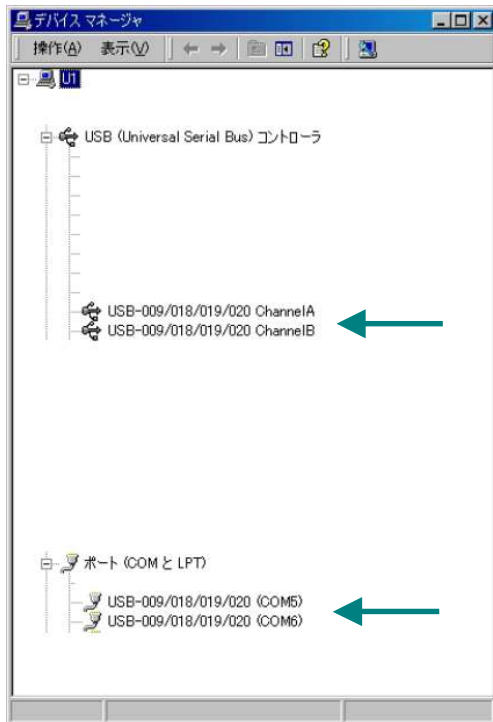 デバイス マネージャ
操作(A) 表示(V)
U1
USB (Universal Serial Bus) コントローラ
USB-009/018/019/020 ChannelA
USB-009/018/019/020 ChannelB
ポート (COM と LPT)
USB-009/018/019/020 (COM5)
USB-009/018/019/020 (COM6)